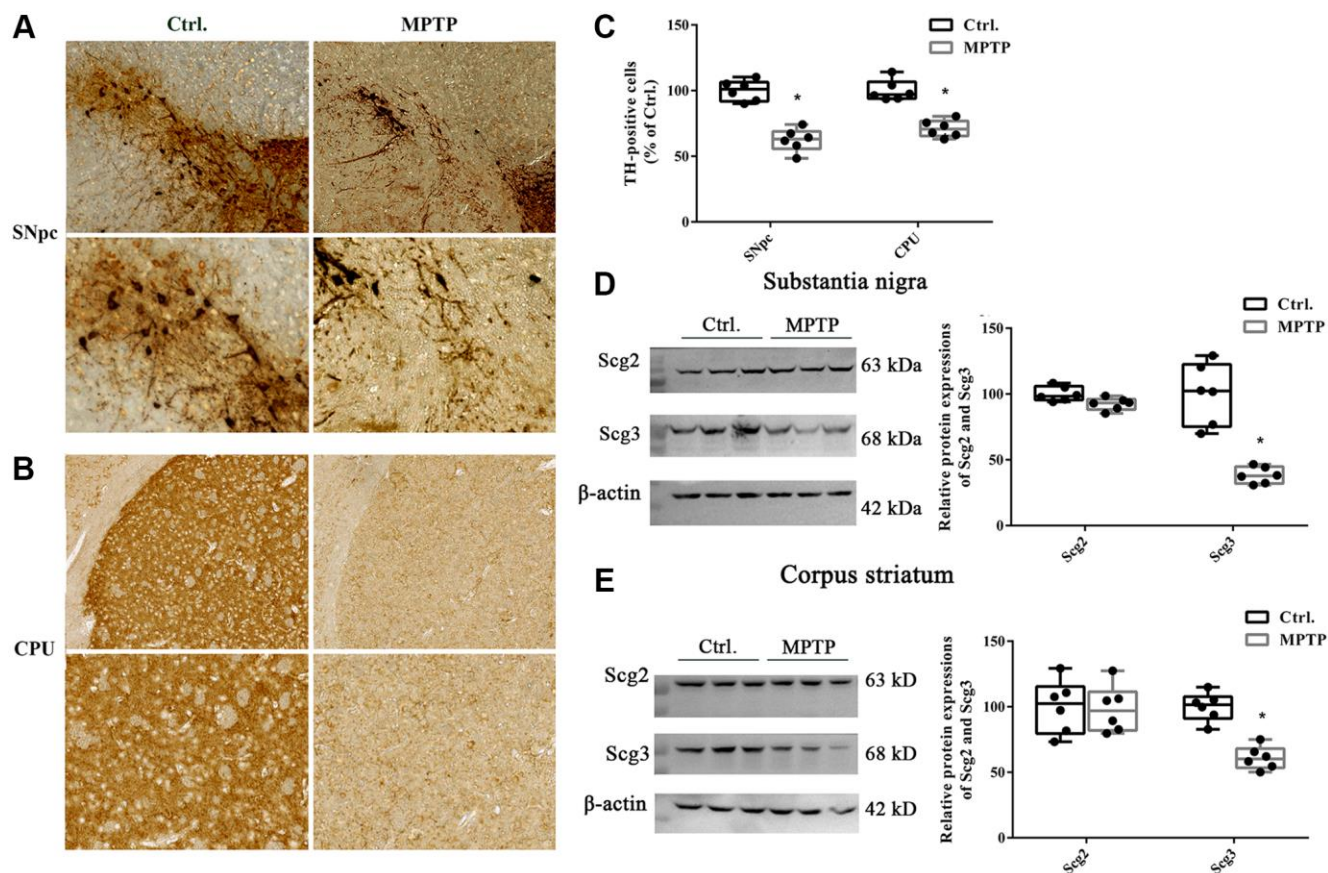 A
Ctrl.
MPTP
SNpc
B
CPU
C
TH-positive cells
(% of Ctrl.)
150
100
50
0
*
*
SNpc
CPU
Ctrl.
MPTP
D
Substantia nigra
Ctrl.
MPTP
Scg2
63 kDa
Scg3
68 kDa
β-actin
42 kDa
Relative protein expressions
of Scg2 and Scg3
150
100
50
0
*
Scg2
Scg3
Ctrl.
MPTP
E
Corpus striatum
Ctrl.
MPTP
Scg2
63 kD
Scg3
68 kD
β-actin
42 kD
Relative protein expressions
of Scg2 and Scg3
150
100
50
0
*
Scg2
Scg3
Ctrl.
MPTP